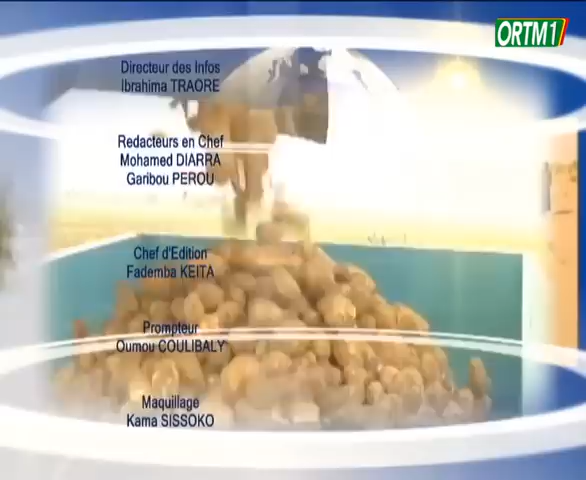 ORTM1
Directeur des Infos
Ibrahima TRAORE
Redacteurs en Chef
Mohamed DIARRA
Garibou PEROU
Chef d'Edition
Fademba KEITA
Prompteur
Oumou COULIBALY
Maquillage
Kama SISSOKO